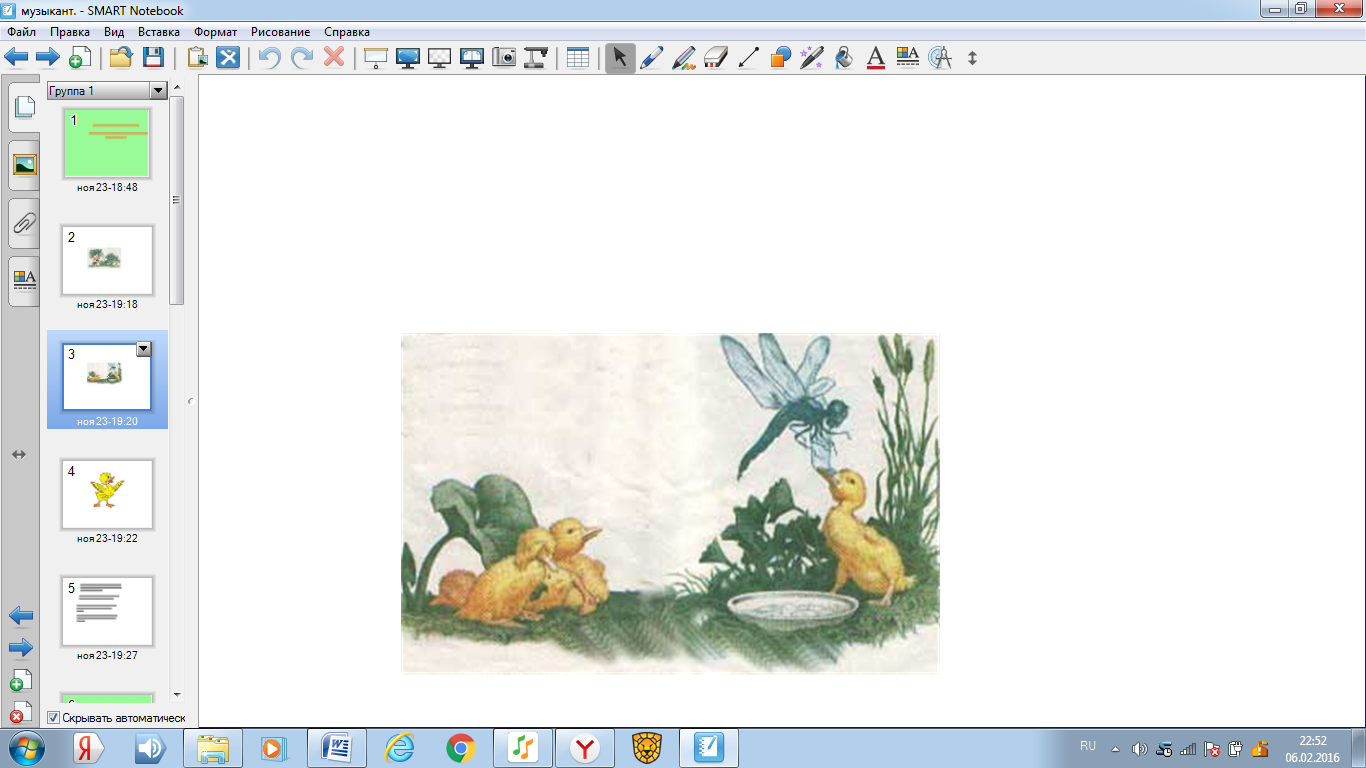 музыкант. - SMART Notebook
Файл Правка Вид Вставка Формат Рисование Справка
Группа 1
1
ноя 23-18:48
2
ноя 23-19:18
3
ноя 23-19:20
4
ноя 23-19:22
5
ноя 23-19:27
Скрывать автоматическ
RU
22:52
06.02.2016